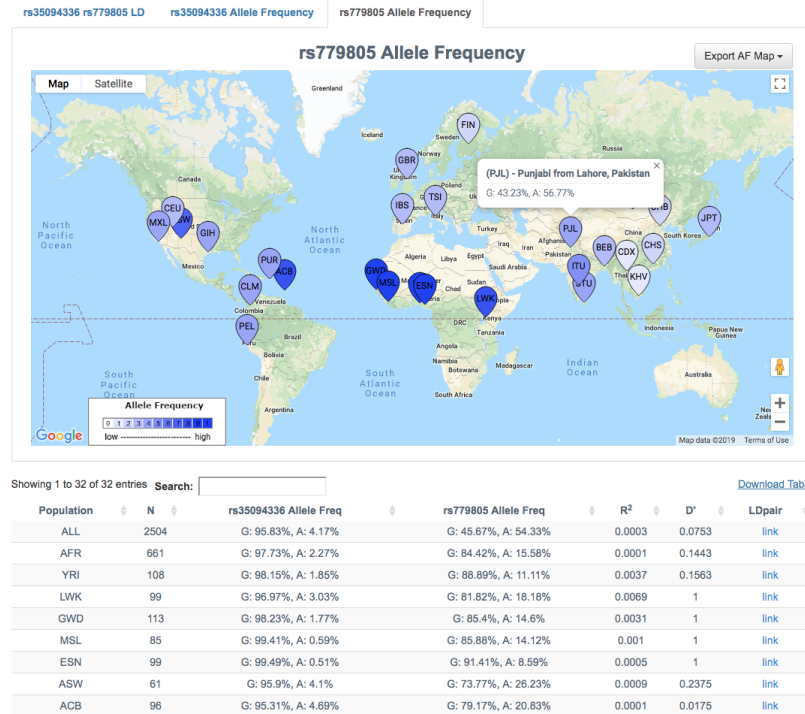 rs35094336 rs779805 LD rs35094336 Allele Frequency rs779805 Allele Frequency
rs779805 Allele Frequency
Export AF Map
Map Satellite
Greenland
Iceland
FIN
Sweden
Norway
Russia
GBR
United
Kingdom
Poland
(PJL) - Punjabi from Lahore, Pakistan ×
G: 43.23%, A: 56.77%
Canada
North
Pacific
Ocean
CEU
MXL
GIH
North
Atlantic
Ocean
IBS
TSI
Italy
Spain
Turkey
CHB
JPT
China
South Korea
Iraq
Iran
Pakistan
PJL
BEB
CDX
CHS
Algeria
Libya
Egypt
Saudi Arabia
Mexico
PUR
ACB
GWD
MSL
ESN
Chad
Sudan
ITU
STU
KHV
CLM
Venezuela
Colombia
LWK
Kenya
DRC
Tanzania
Indonesia
Papua New
Guinea
PEL
Peru
Brazil
Bolivia
Angola
Namibia
Botswana
Madagascar
South
Pacific
Ocean
Chile
South
Atlantic
Ocean
South Africa
Indian
Ocean
Australia
Argentina
Allele Frequency
0 .1 .2 .3 .4 .5 .6 .7 .8 .9 1
low high
Google
Map data ©2019 Terms of Use
Showing 1 to 32 of 32 entries Search:
Population N rs35094336 Allele Freq rs779805 Allele Freq R2 D' LDpair
ALL 2504 G: 95.83%, A: 4.17% G: 45.67%, A: 54.33% 0.0003 0.0753 link
AFR 661 G: 97.73%, A: 2.27% G: 84.42%, A: 15.58% 0.0001 0.1443 link
YRI 108 G: 98.15%, A: 1.85% G: 88.89%, A: 11.11% 0.0037 0.1563 link
LWK 99 G: 96.97%, A: 3.03% G: 81.82%, A: 18.18% 0.0069 1 link
GWD 113 G: 98.23%, A: 1.77% G: 85.4%, A: 14.6% 0.0031 1 link
MSL 85 G: 99.41%, A: 0.59% G: 85.88%, A: 14.12% 0.001 1 link
ESN 99 G: 99.49%, A: 0.51% G: 91.41%, A: 8.59% 0.0005 1 link
ASW 61 G: 95.9%, A: 4.1% G: 73.77%, A: 26.23% 0.0009 0.2375 link
ACB 96 G: 95.31%, A: 4.69% G: 79.17%, A: 20.83% 0.0001 0.0175 link